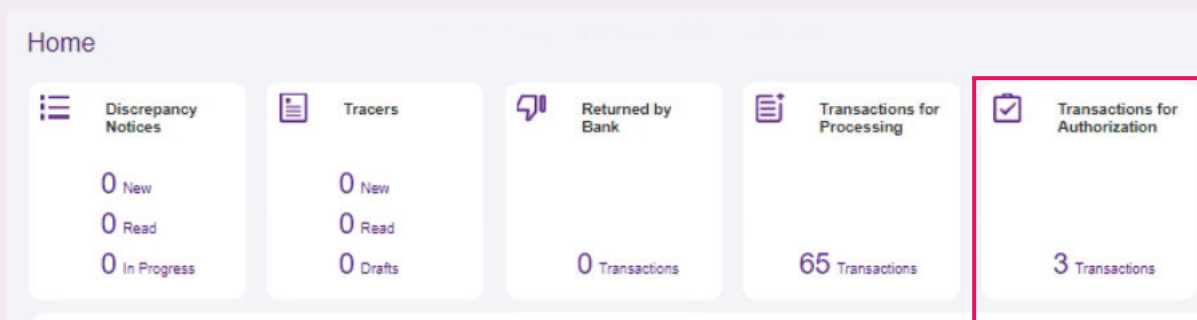 Home
Discrepancy
Notices
0 New
0 Read
0 In Progress
Tracers
0 New
0 Read
0 Drafts
Returned by
Bank
0 Transactions
Transactions for
Processing
65 Transactions
Transactions for
Authorization
3 Transactions